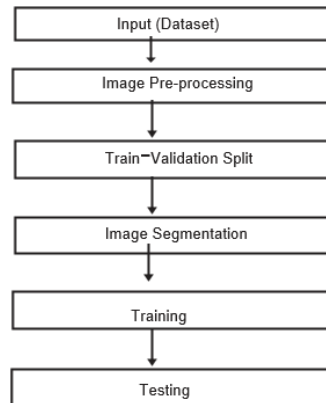 Input (Dataset)
Image Pre-processing
Train-Validation Split
Image Segmentation
Training
Testing